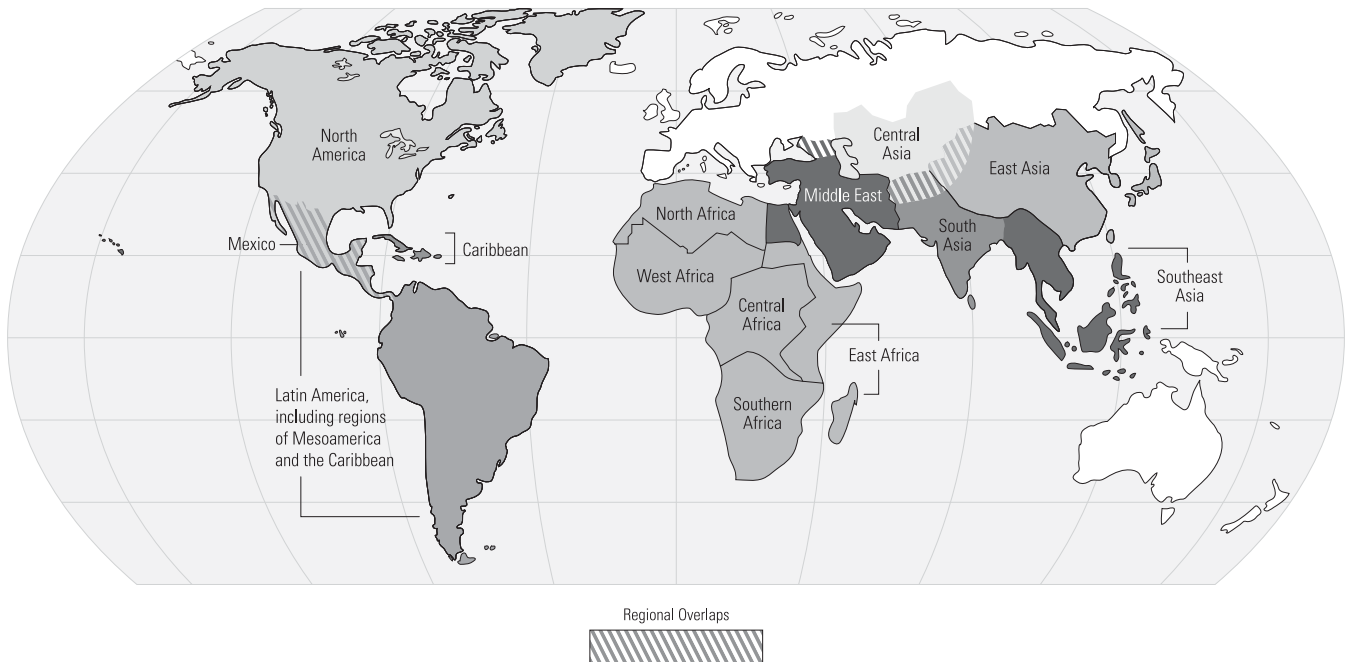 North
America
Central
Asia
East Asia
Middle East
North Africa
South
Asia
Mexico
Caribbean
West Africa
Southeast
Asia
Central
Africa
East Africa
Latin America,
including regions
of Mesoamerica
and the Caribbean
Southern
Africa
Regional Overlaps